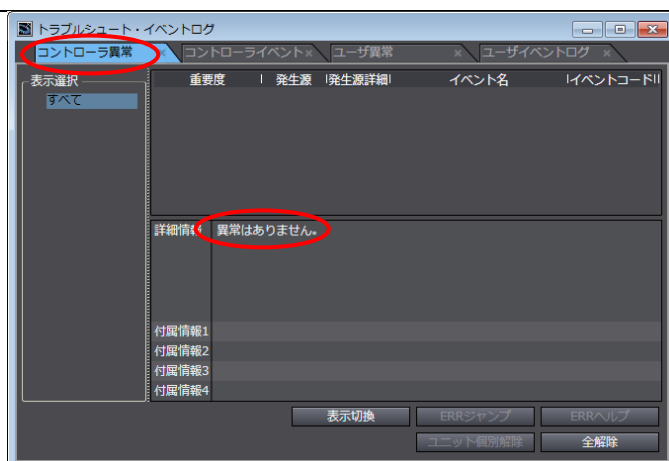 トラブルシュート・イベントログ
コントローラ異常 × コントローライベント× ユーザ異常 × ユーザイベントログ ×
表示選択
すべて
重要度 発生源 発生源詳細 イベント名 イベントコード
詳細情報 異常はありません。
付属情報1
付属情報2
付属情報3
付属情報4
表示切換 ERRジャンプ ERRヘルプ
ユニット個別解除 全解除